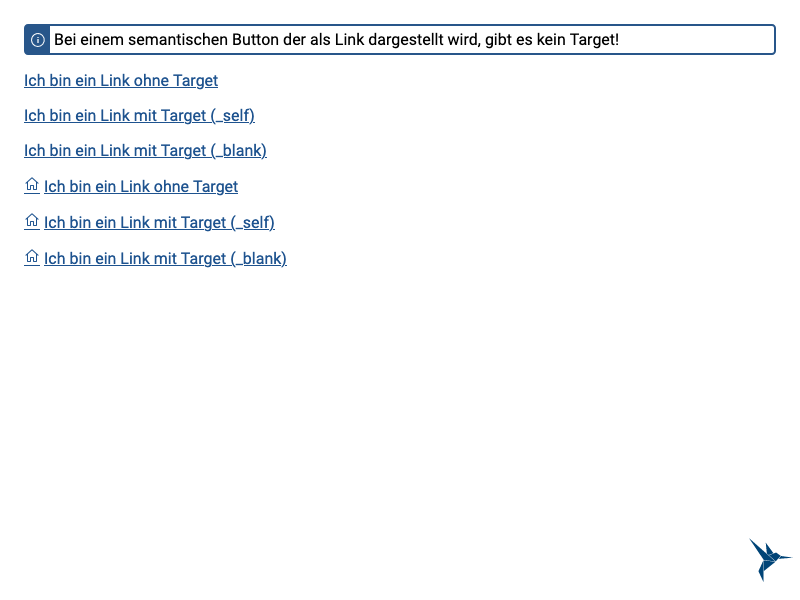 Bei einem semantischen Button der als Link dargestellt wird, gibt es kein Target!
Ich bin ein Link ohne Target
Ich bin ein Link mit Target (_self)
Ich bin ein Link mit Target (_blank)
Ich bin ein Link ohne Target
Ich bin ein Link mit Target (_self)
Ich bin ein Link mit Target (_blank)